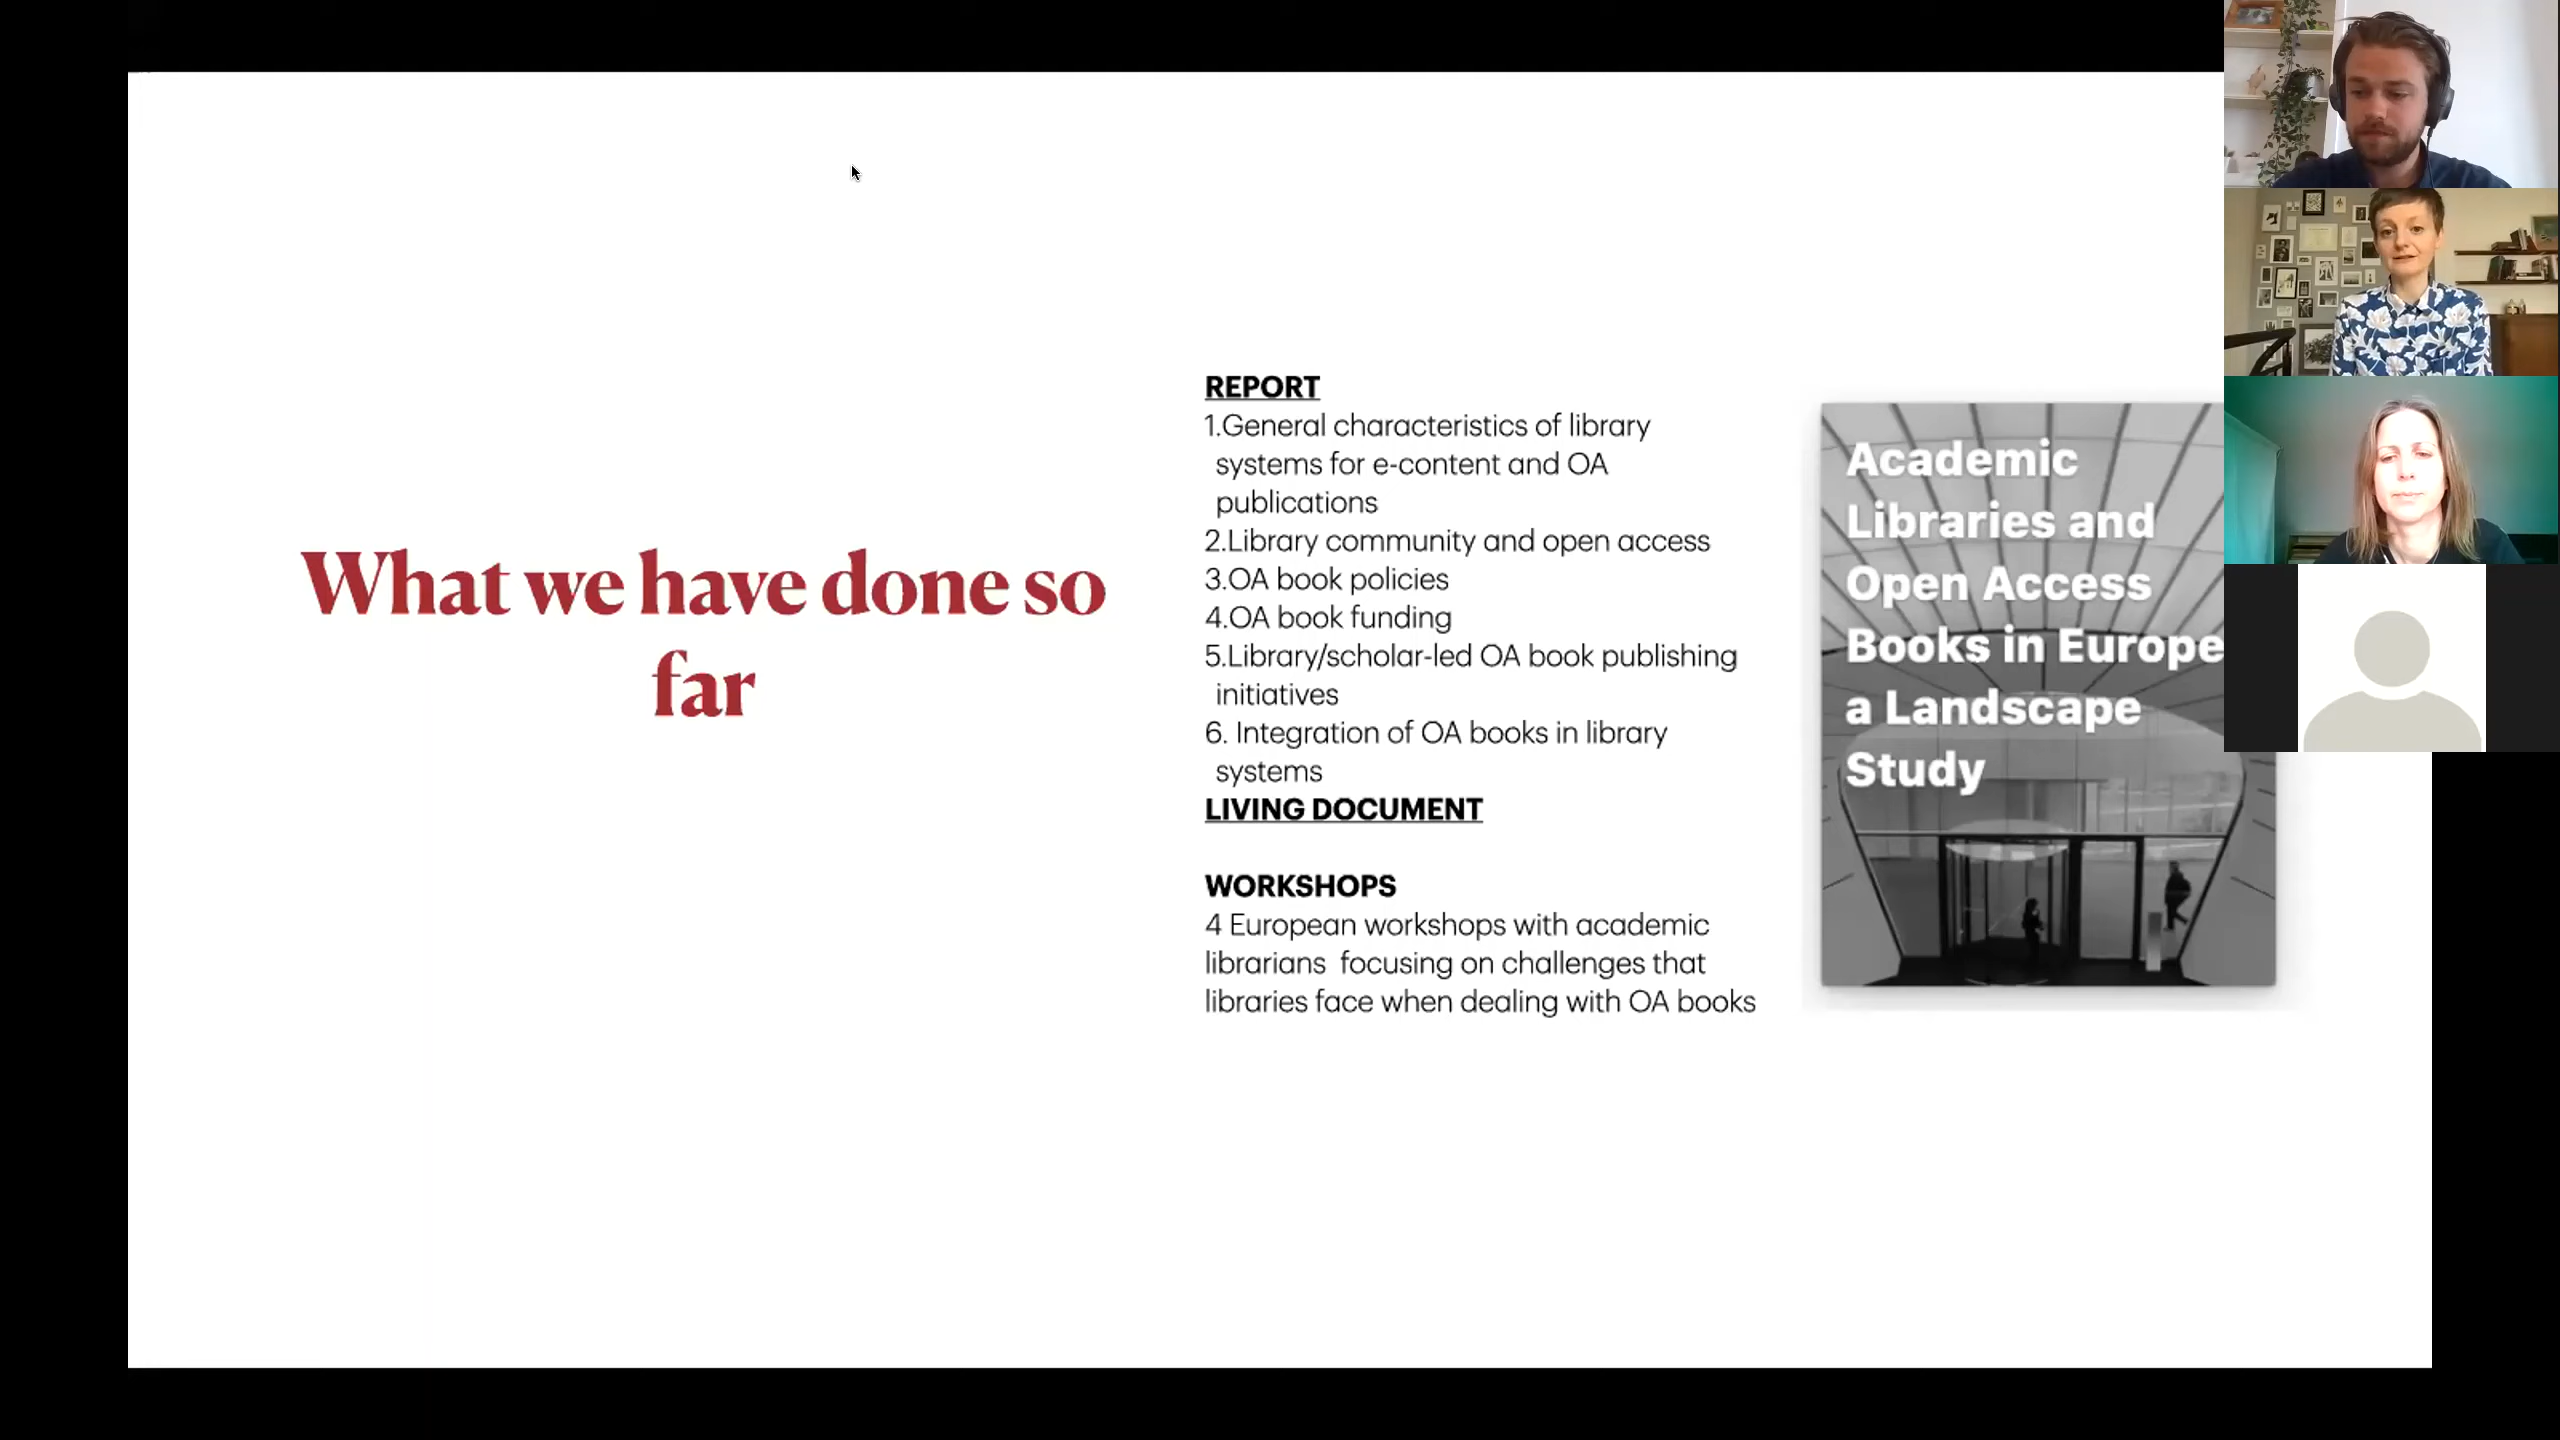 What we have done so
far
REPORT
1.General characteristics of library
systems for e-content and OA
publications
2.Library community and open access
3.OA book policies
4.OA book funding
5.Library/scholar-led OA book publishing
initiatives
6. Integration of OA books in library
systems
LIVING DOCUMENT
WORKSHOPS
4 European workshops with academic
librarians focusing on challenges that
libraries face when dealing with OA books
Academic
Libraries and
Open Access
Books in Europe
a Landscape
Study